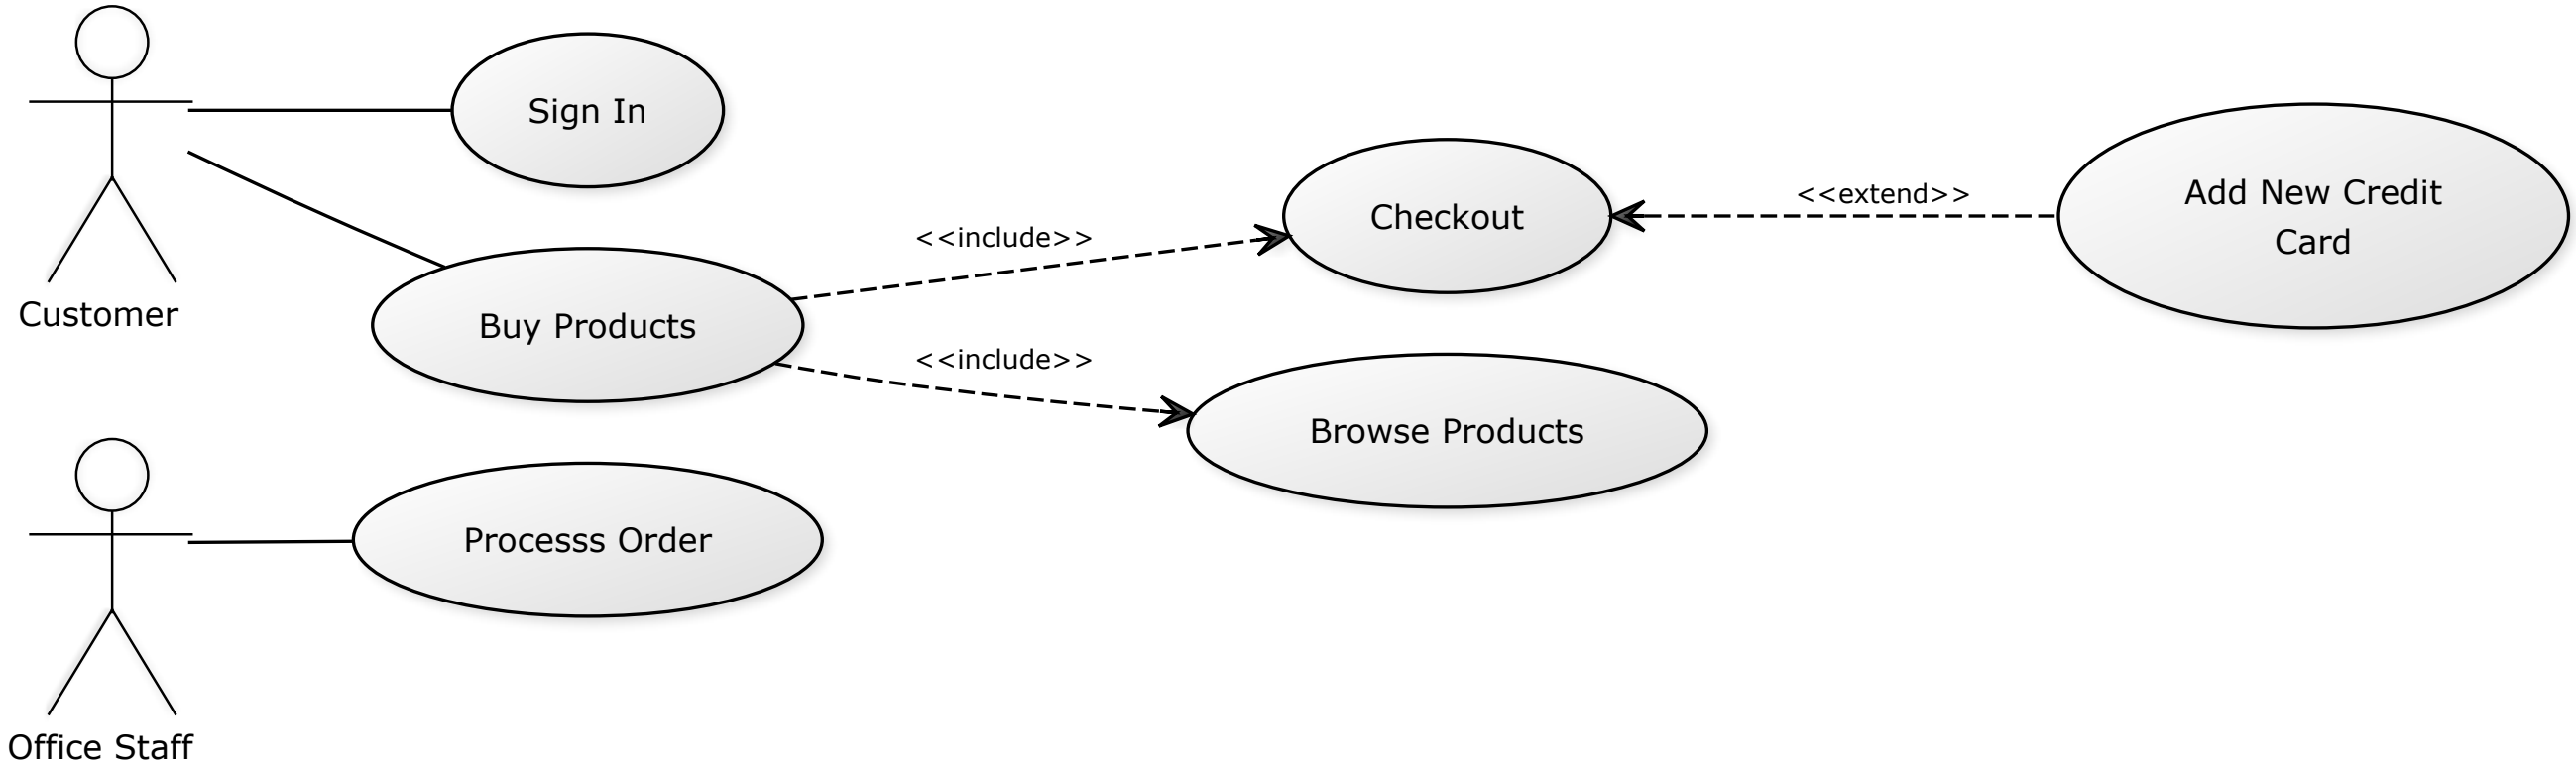 Sign In
Customer
Buy Products
<<include>>
<<include>>
Checkout
Browse Products
<<extend>>
Add New Credit
Card
Processs Order
Office Staff